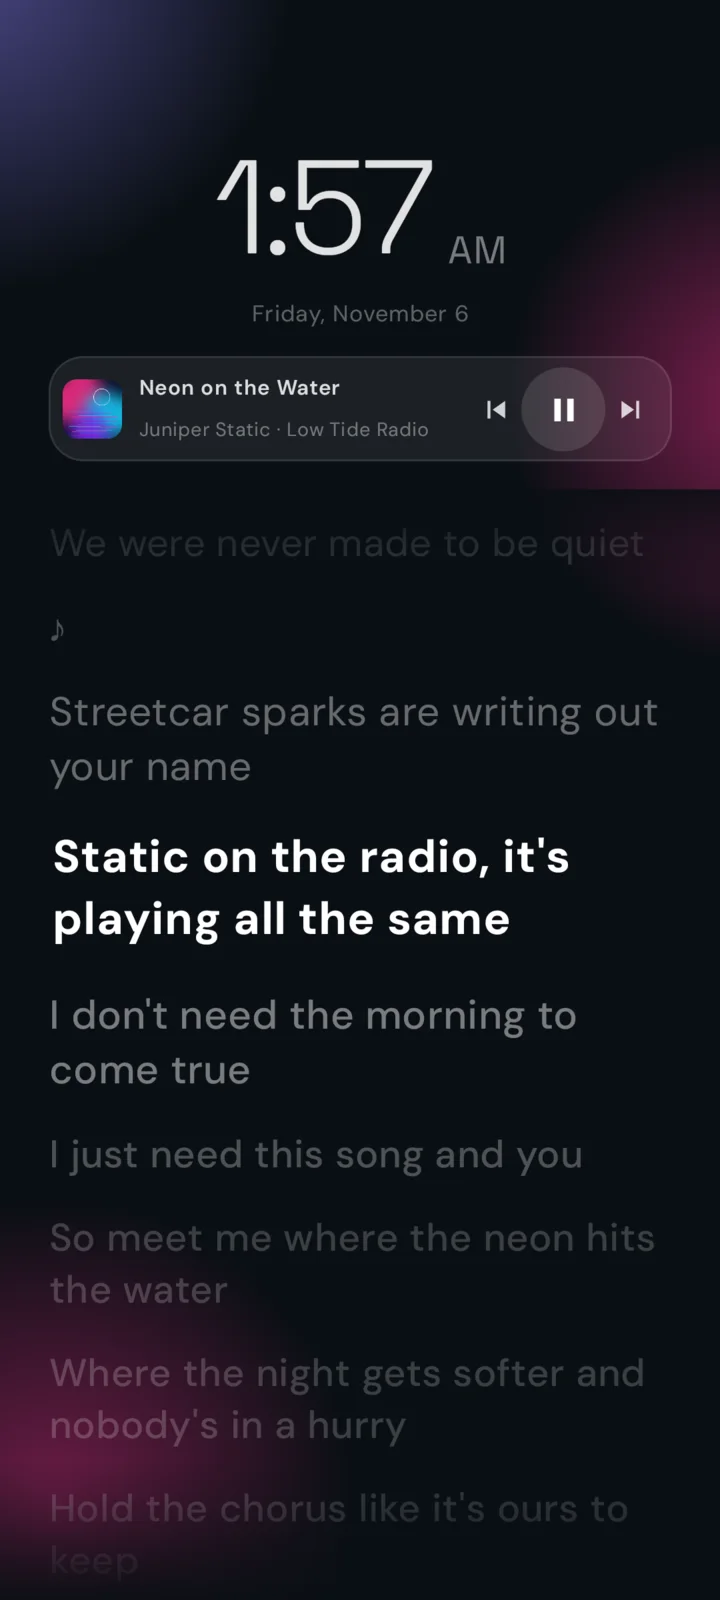 1:57 AM
Friday, November 6
Neon on the Water
Juniper Static · Low Tide Radio
We were never made to be quiet
♪
Streetcar sparks are writing out
your name
Static on the radio, it's
playing all the same
I don't need the morning to
come true
I just need this song and you
So meet me where the neon hits
the water
Where the night gets softer and
nobody's in a hurry
Hold the chorus like it's ours to
keep